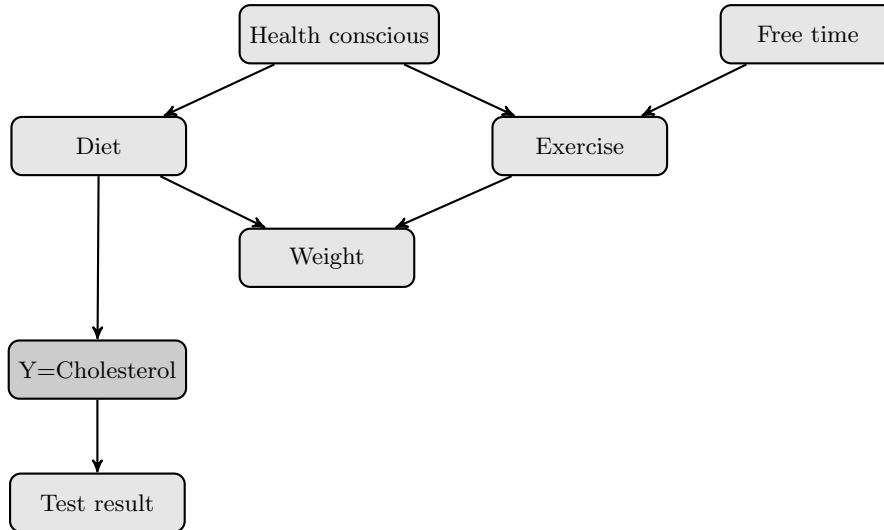 Health conscious
Free time
Diet
Exercise
Weight
Y=Cholesterol
Test result